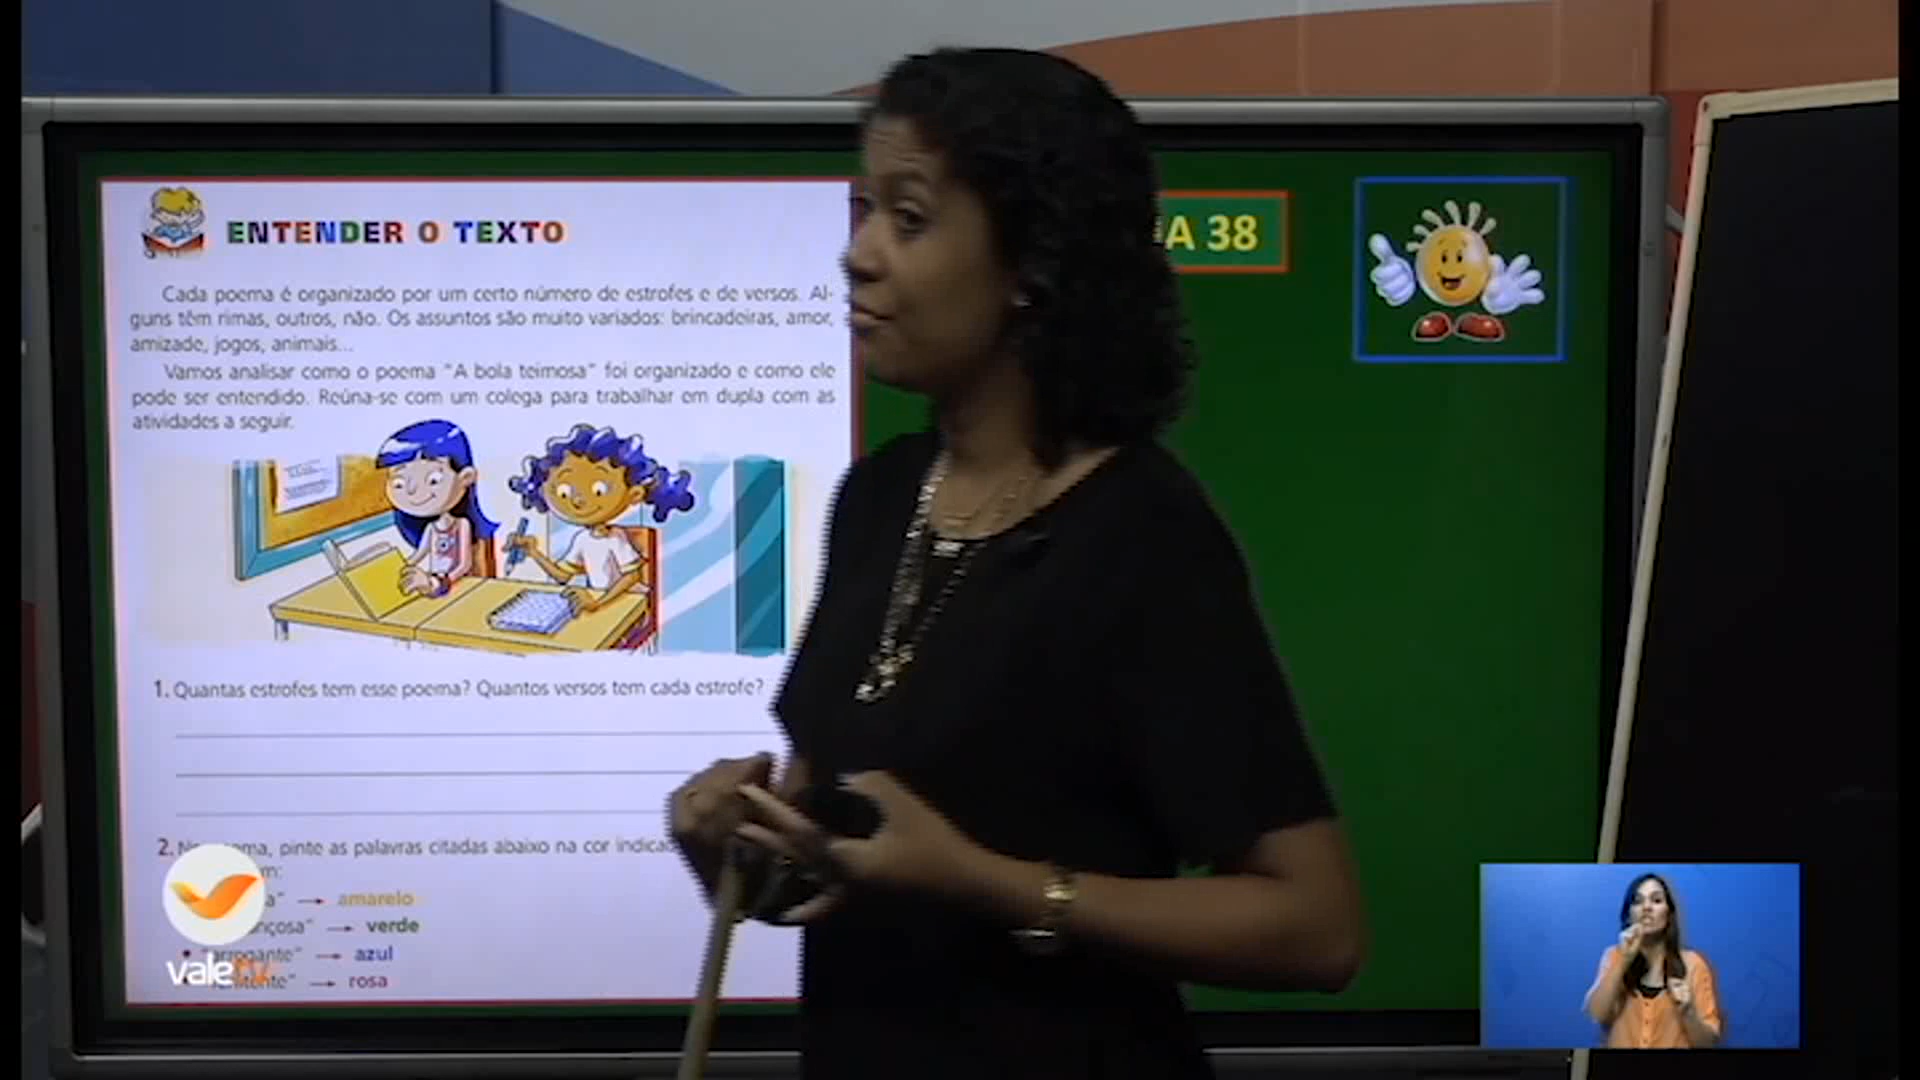 ENTENDER O TEXTO
A 38
Cada poema é organizado por um certo número de estrofes e de versos. Al-
guns têm rimas, outros, não. Os assuntos são muito variados: brincadeiras, amor,
amizade, jogos, animais...
Vamos analisar como o poema "A bola teimosa" foi organizado e como ele
pode ser entendido. Reúna-se com um colega para trabalhar em dupla com as
atividades a seguir.
1. Quantas estrofes tem esse poema? Quantos versos tem cada estrofe?
2. pinte as palavras citadas abaixo na cor
→ amarelo
→ verde
• "arrogante" → azul
→ rosa
vale tv